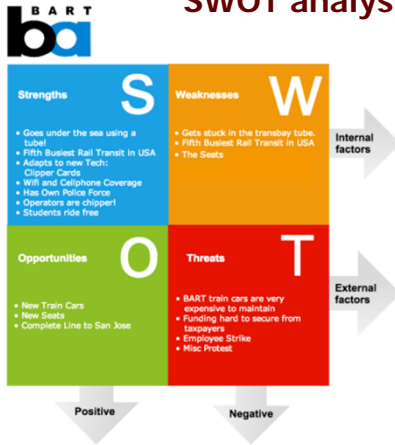 SWOT analys
BART
ba
Strengths
S
• Goes under the sea using a
tube!
• Fifth Busiest Rail Transit in USA
• Adapts to new Tech:
Clipper Cards
• Wifi and Cellphone Coverage
• Has Own Police Force
• Operators are chipper!
• Students ride free
Weaknesses
W
• Gets stuck in the transbay tube.
• Fifth Busiest Rail Transit in USA
• The Seats
Internal
factors
Opportunities
O
• New Train Cars
• New Seats
• Complete Line to San Jose
Threats
T
• BART train cars are very
expensive to maintain
• Funding hard to secure from
taxpayers
• Employee Strike
• Misc Protest
External
factors
Positive
Negative